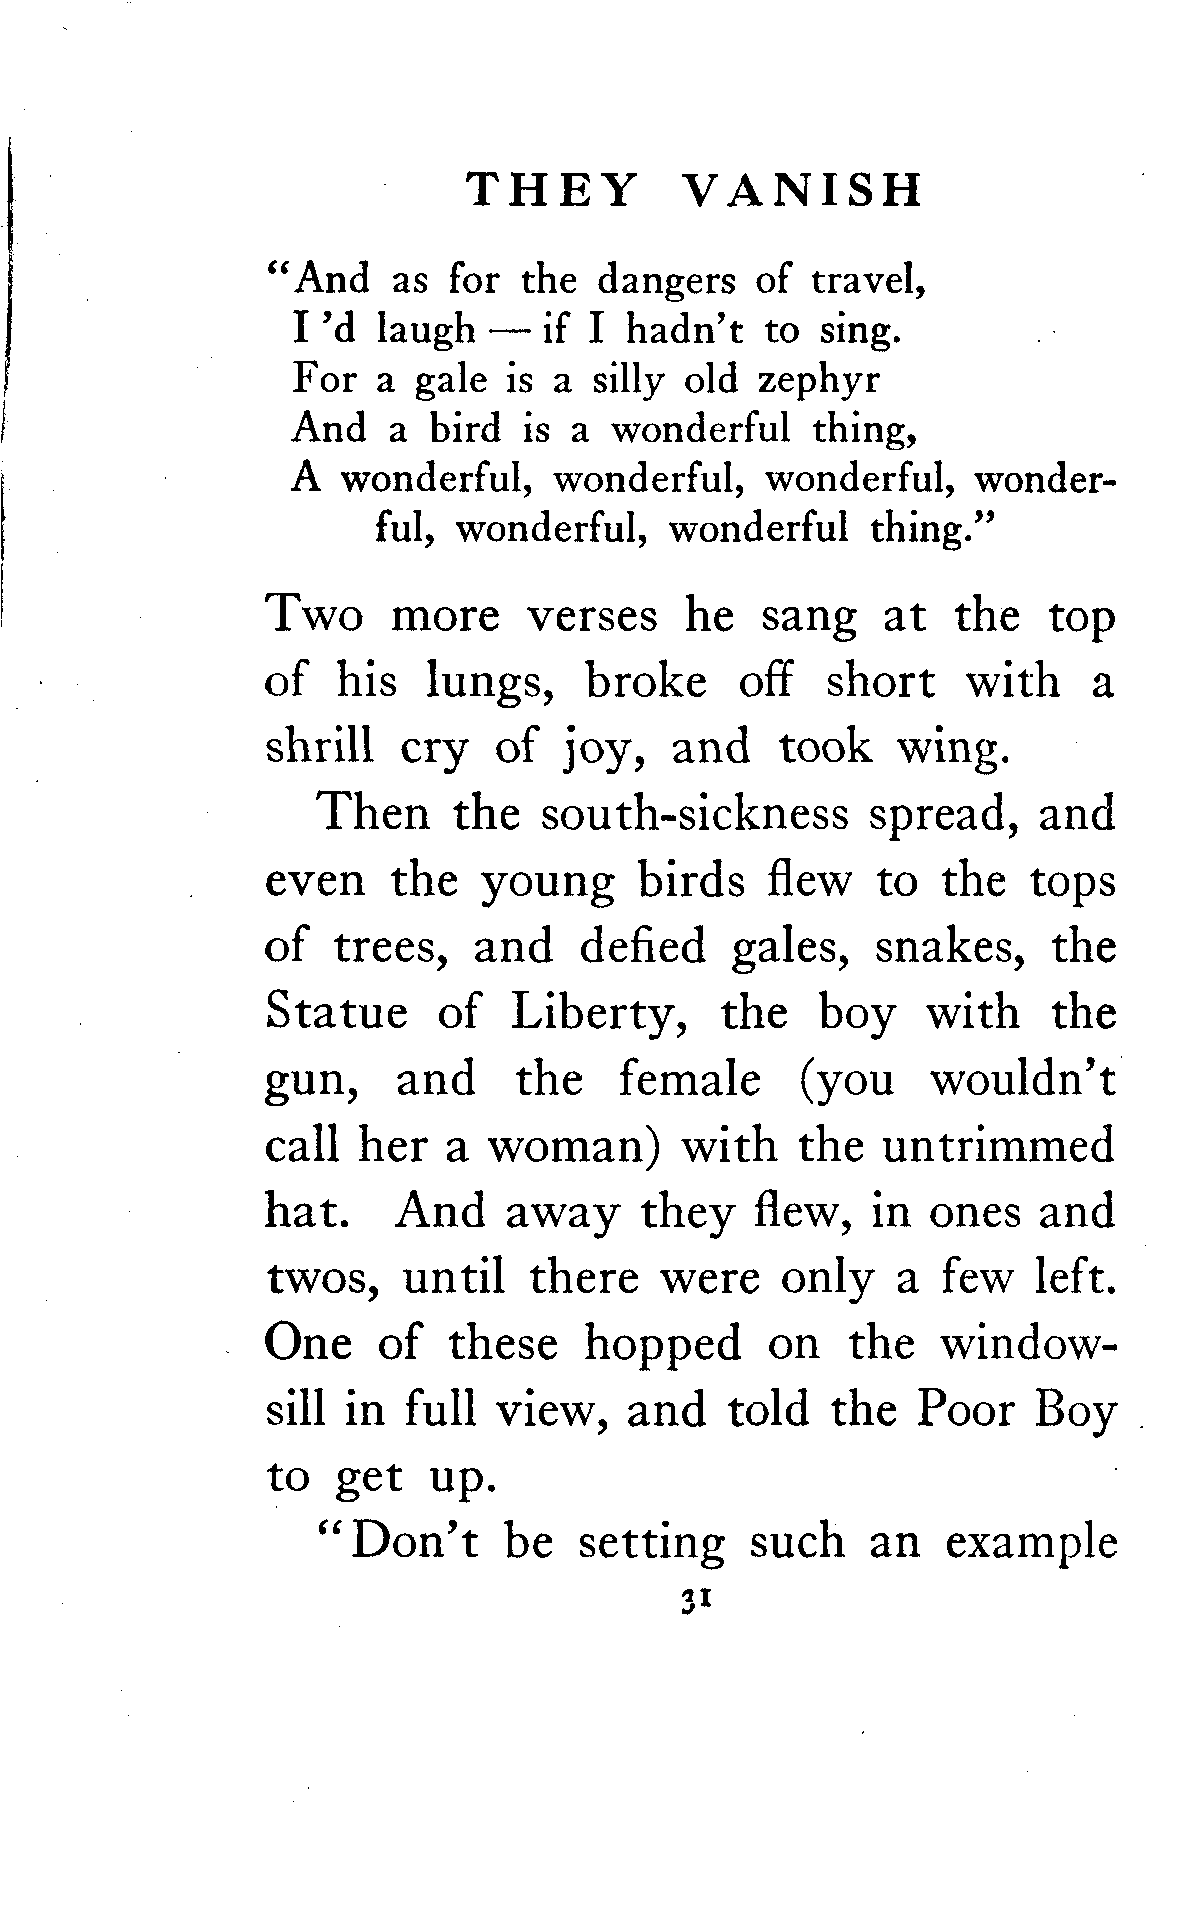 THEY VANISH
"And as for the dangers of travel,
I'd laugh — if I hadn't to sing.
For a gale is a silly old zephyr
And a bird is a wonderful thing,
A wonderful, wonderful, wonderful, wonder-
ful, wonderful, wonderful thing."
Two more verses he sang at the top
of his lungs, broke off short with a
shrill cry of joy, and took wing.
Then the south-sickness spread, and
even the young birds flew to the tops
of trees, and defied gales, snakes, the
Statue of Liberty, the boy with the
gun, and the female (you wouldn't
call her a woman) with the untrimmed
hat. And away they flew, in ones and
twos, until there were only a few left.
One of these hopped on the window-
sill in full view, and told the Poor Boy
to get up.
"Don't be setting such an example
31